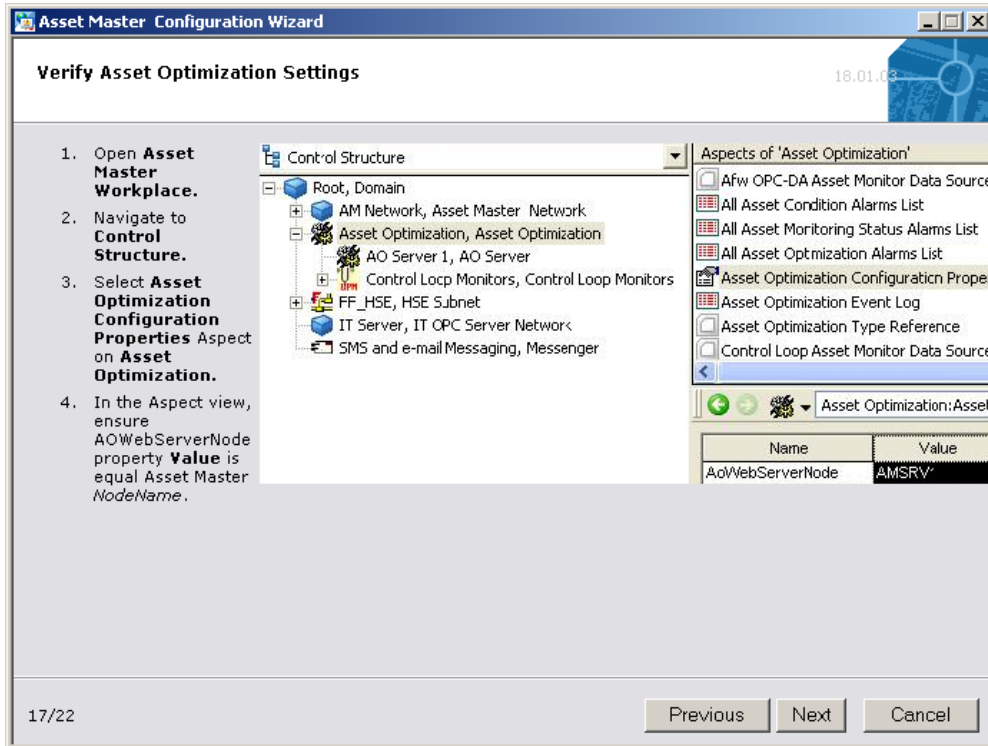 Asset Master Configuration Wizard
Verify Asset Optimization Settings
18.01.03
1. Open Asset
Master
Workplace.
2. Navigate to
Control
Structure.
3. Select Asset
Optimization
Configuration
Properties Aspect
on Asset
Optimization.
4. In the Aspect view,
ensure
AOWebServerNode
property Value is
equal Asset Master
NodeName.
Control Structure
Root, Domain
AM Network, Asset Master Network
Asset Optimization, Asset Optimization
AO Server 1, AO Server
Control Loop Monitors, Control Loop Monitors
FF_HSE, HSE Subnet
IT Server, IT OPC Server Network
SMS and e-mail Messaging, Messenger
Aspects of 'Asset Optimization'
Afw OPC-DA Asset Monitor Data Source
All Asset Condition Alarms List
All Asset Monitoring Status Alarms List
All Asset Optmization Alarms List
Asset Optimization Configuration Prope
Asset Optimization Event Log
Asset Optimization Type Reference
Control Loop Asset Monitor Data Source
Asset Optimization:Asset
Name Value
AoWebServerNode AMSRV1
17/22
Previous Next Cancel